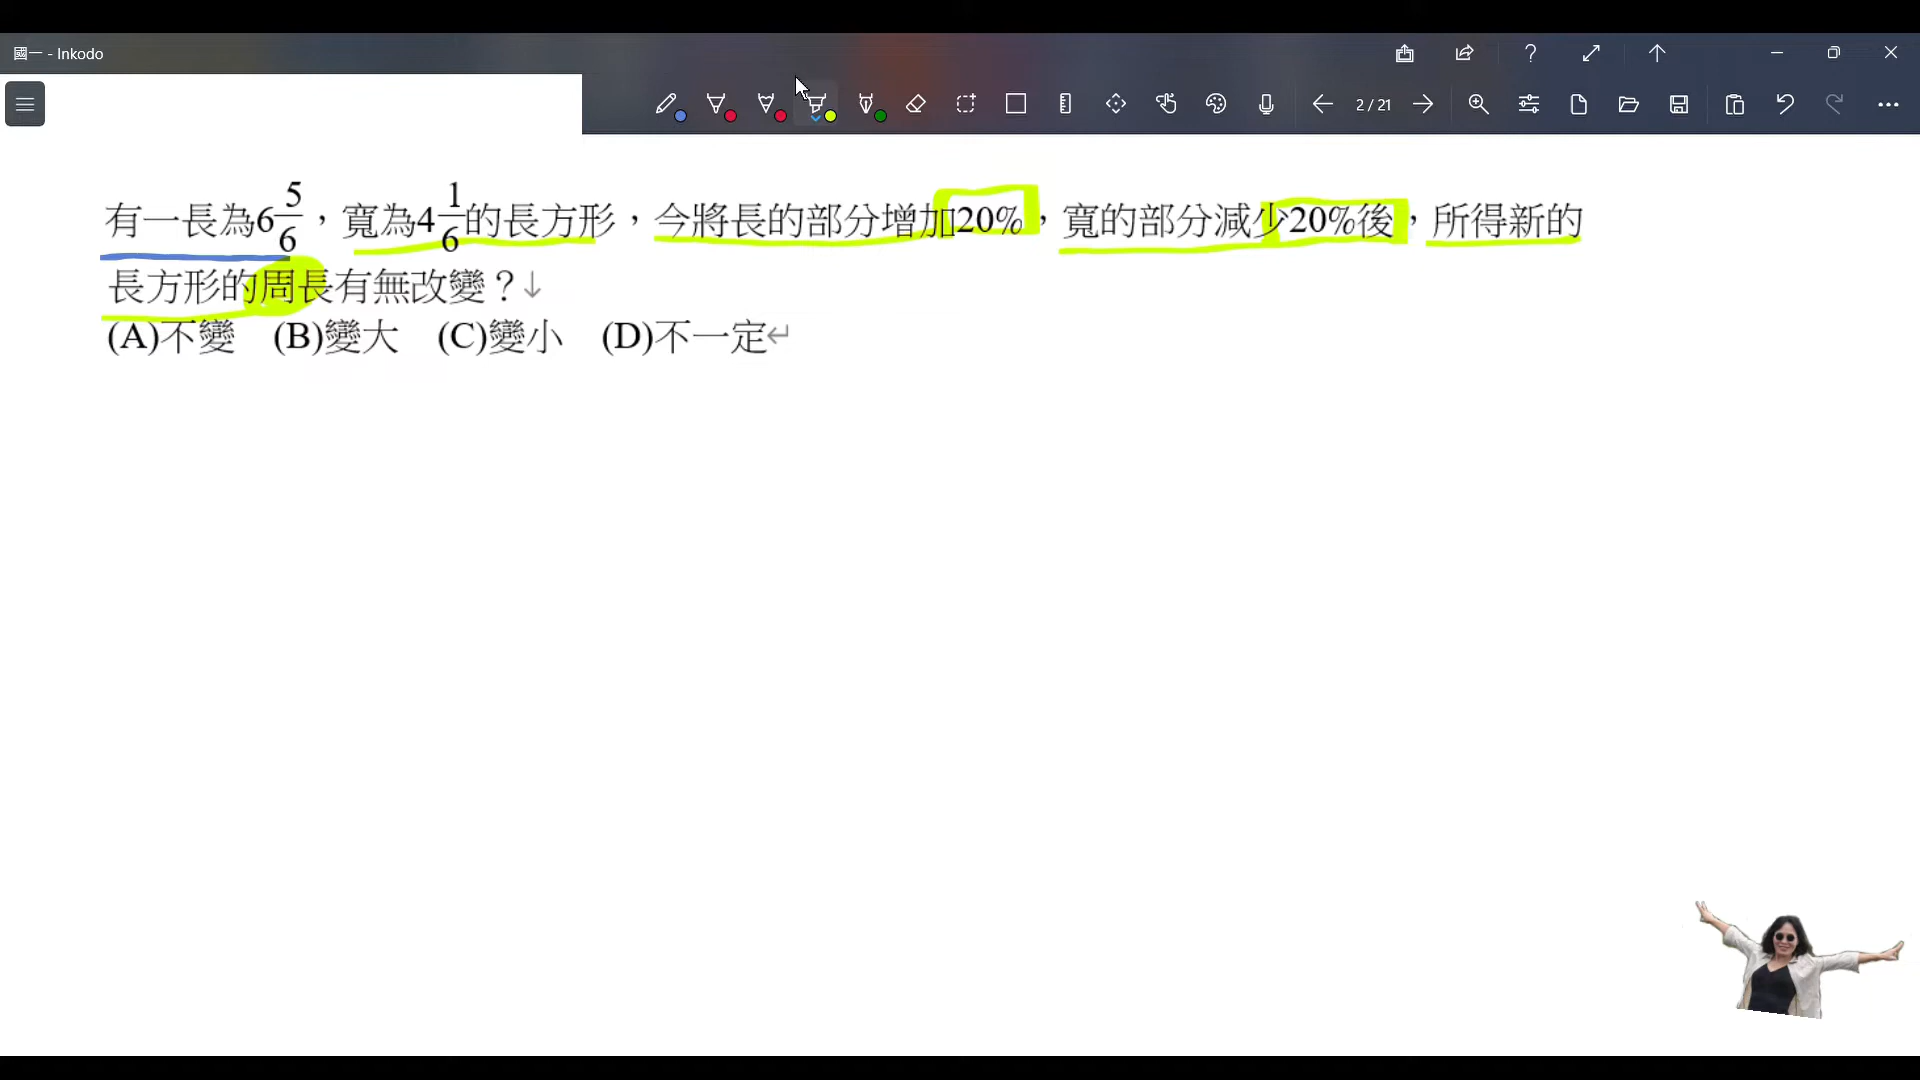 國一 - Inkodo
2 / 21
有一長為6 5/6，寬為4 1/6的長方形，今將長的部分增加20%，寬的部分減少20%後，所得新的
長方形的周長有無改變？↓
(A)不變 (B)變大 (C)變小 (D)不一定↵